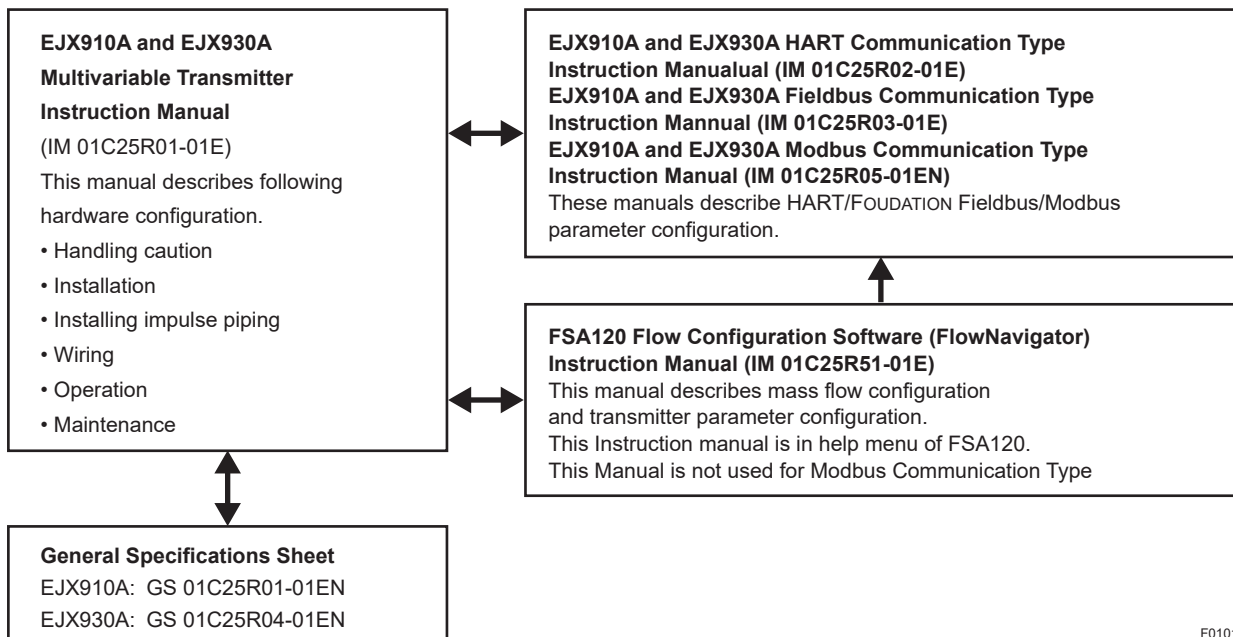 EJX910A and EJX930A
Multivariable Transmitter
Instruction Manual
(IM 01C25R01-01E)
This manual describes following
hardware configuration.
• Handling caution
• Installation
• Installing impulse piping
• Wiring
• Operation
• Maintenance
EJX910A and EJX930A HART Communication Type
Instruction Manualual (IM 01C25R02-01E)
EJX910A and EJX930A Fieldbus Communication Type
Instruction Mannual (IM 01C25R03-01E)
EJX910A and EJX930A Modbus Communication Type
Instruction Manual (IM 01C25R05-01EN)
These manuals describe HART/FOUDATION Fieldbus/Modbus
parameter configuration.
FSA120 Flow Configuration Software (FlowNavigator)
Instruction Manual (IM 01C25R51-01E)
This manual describes mass flow configuration
and transmitter parameter configuration.
This Instruction manual is in help menu of FSA120.
This Manual is not used for Modbus Communication Type
General Specifications Sheet
EJX910A: GS 01C25R01-01EN
EJX930A: GS 01C25R04-01EN